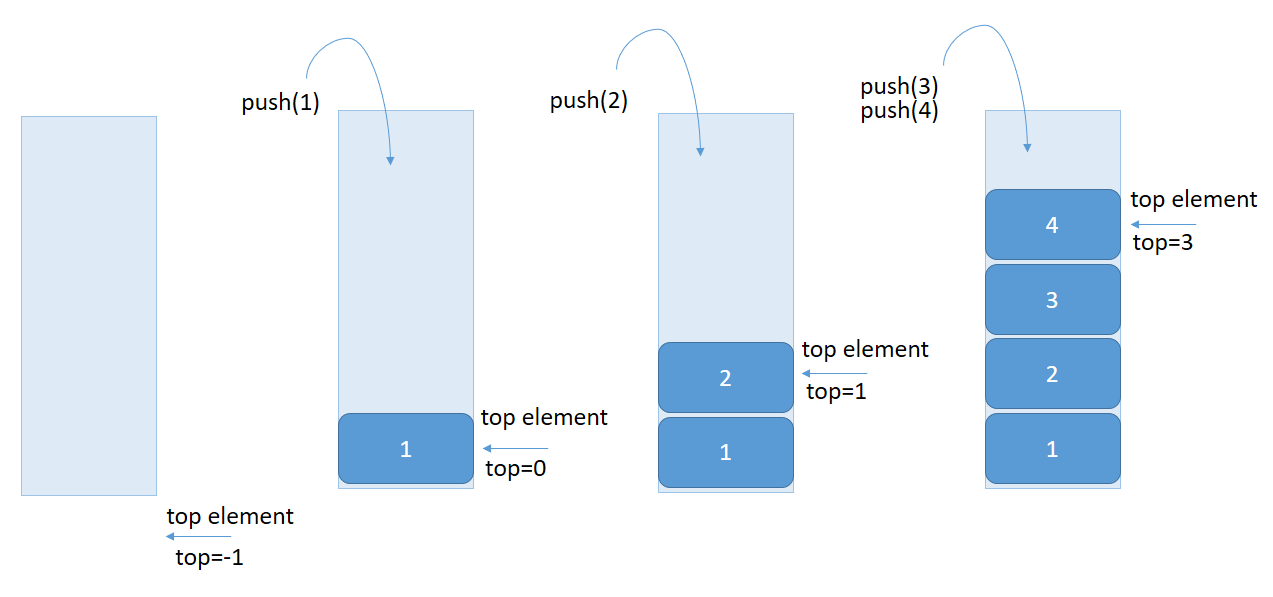 top element
top=-1
push(1)
1
top element
top=0
push(2)
2
1
top element
top=1
push(3)
push(4)
4
3
2
1
top element
top=3